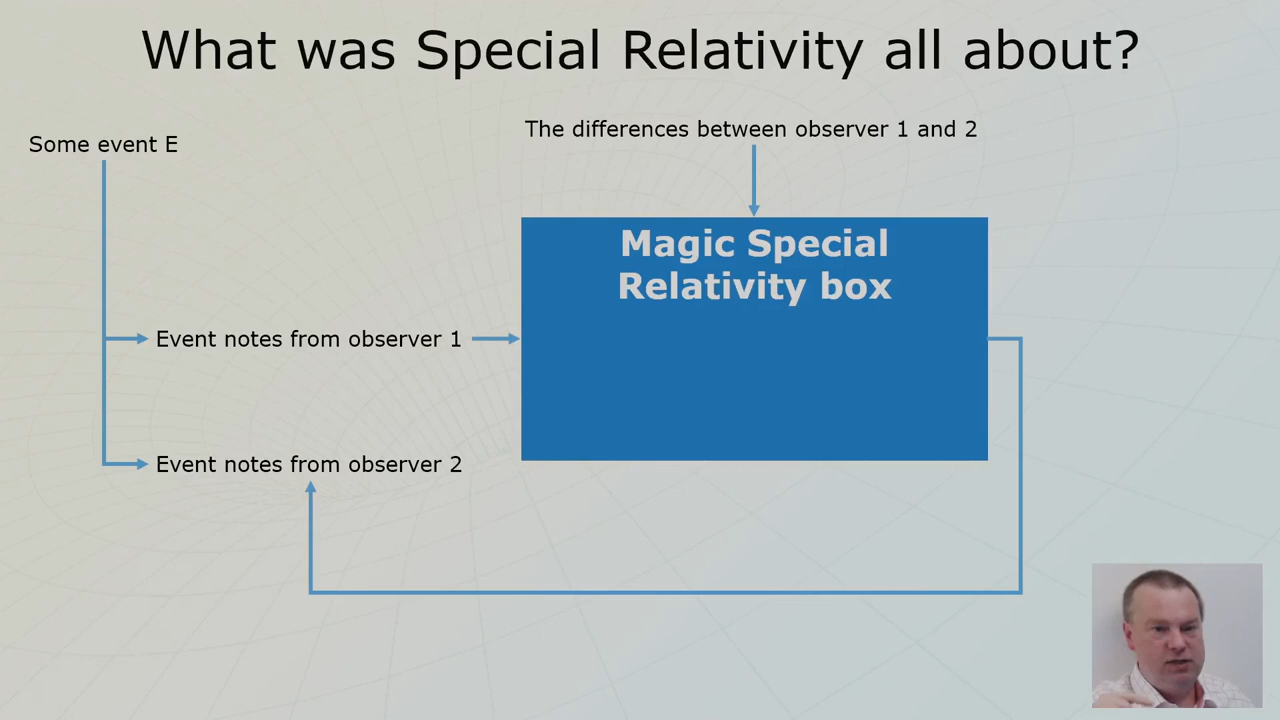 What was Special Relativity all about?
Some event E
The differences between observer 1 and 2
Magic Special
Relativity box
Event notes from observer 1
Event notes from observer 2